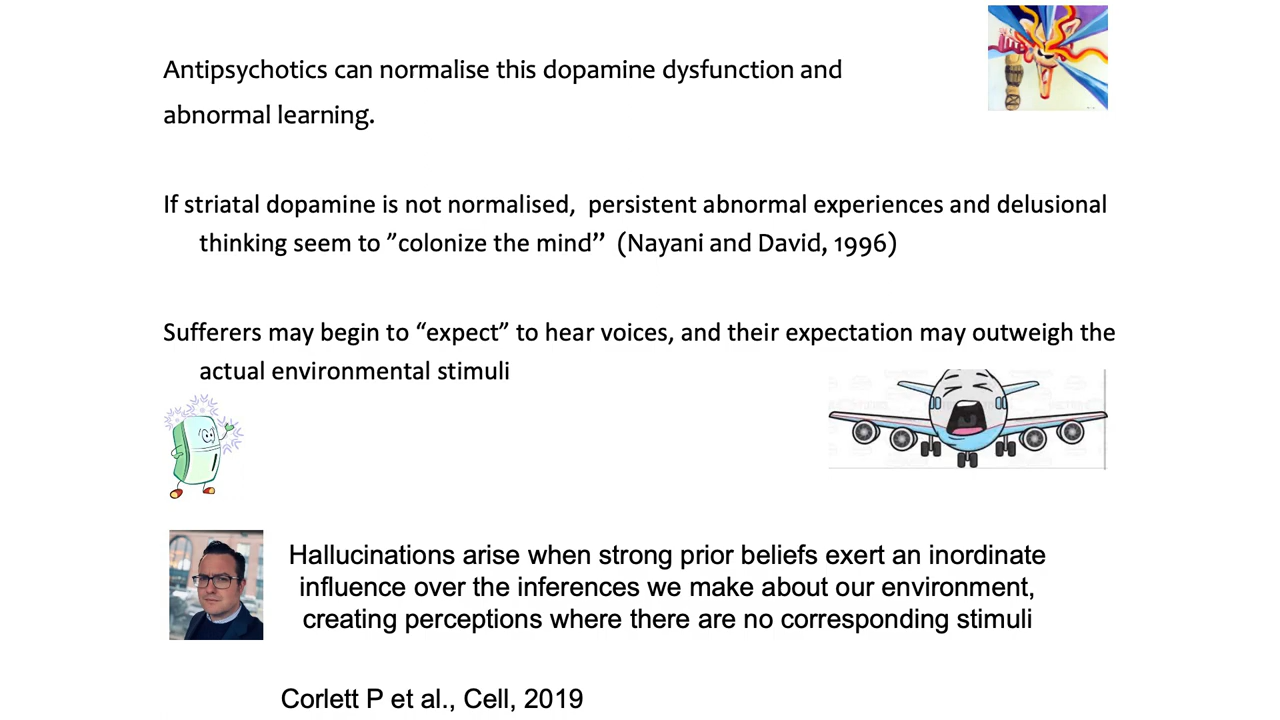 Antipsychotics can normalise this dopamine dysfunction and
abnormal learning.
If striatal dopamine is not normalised,  persistent abnormal experiences and delusional
thinking seem to ”colonize the mind”  (Nayani and David, 1996)
Sufferers may begin to “expect” to hear voices, and their expectation may outweigh the
actual environmental stimuli
Hallucinations arise when strong prior beliefs exert an inordinate
influence over the inferences we make about our environment,
creating perceptions where there are no corresponding stimuli
Corlett P et al., Cell, 2019